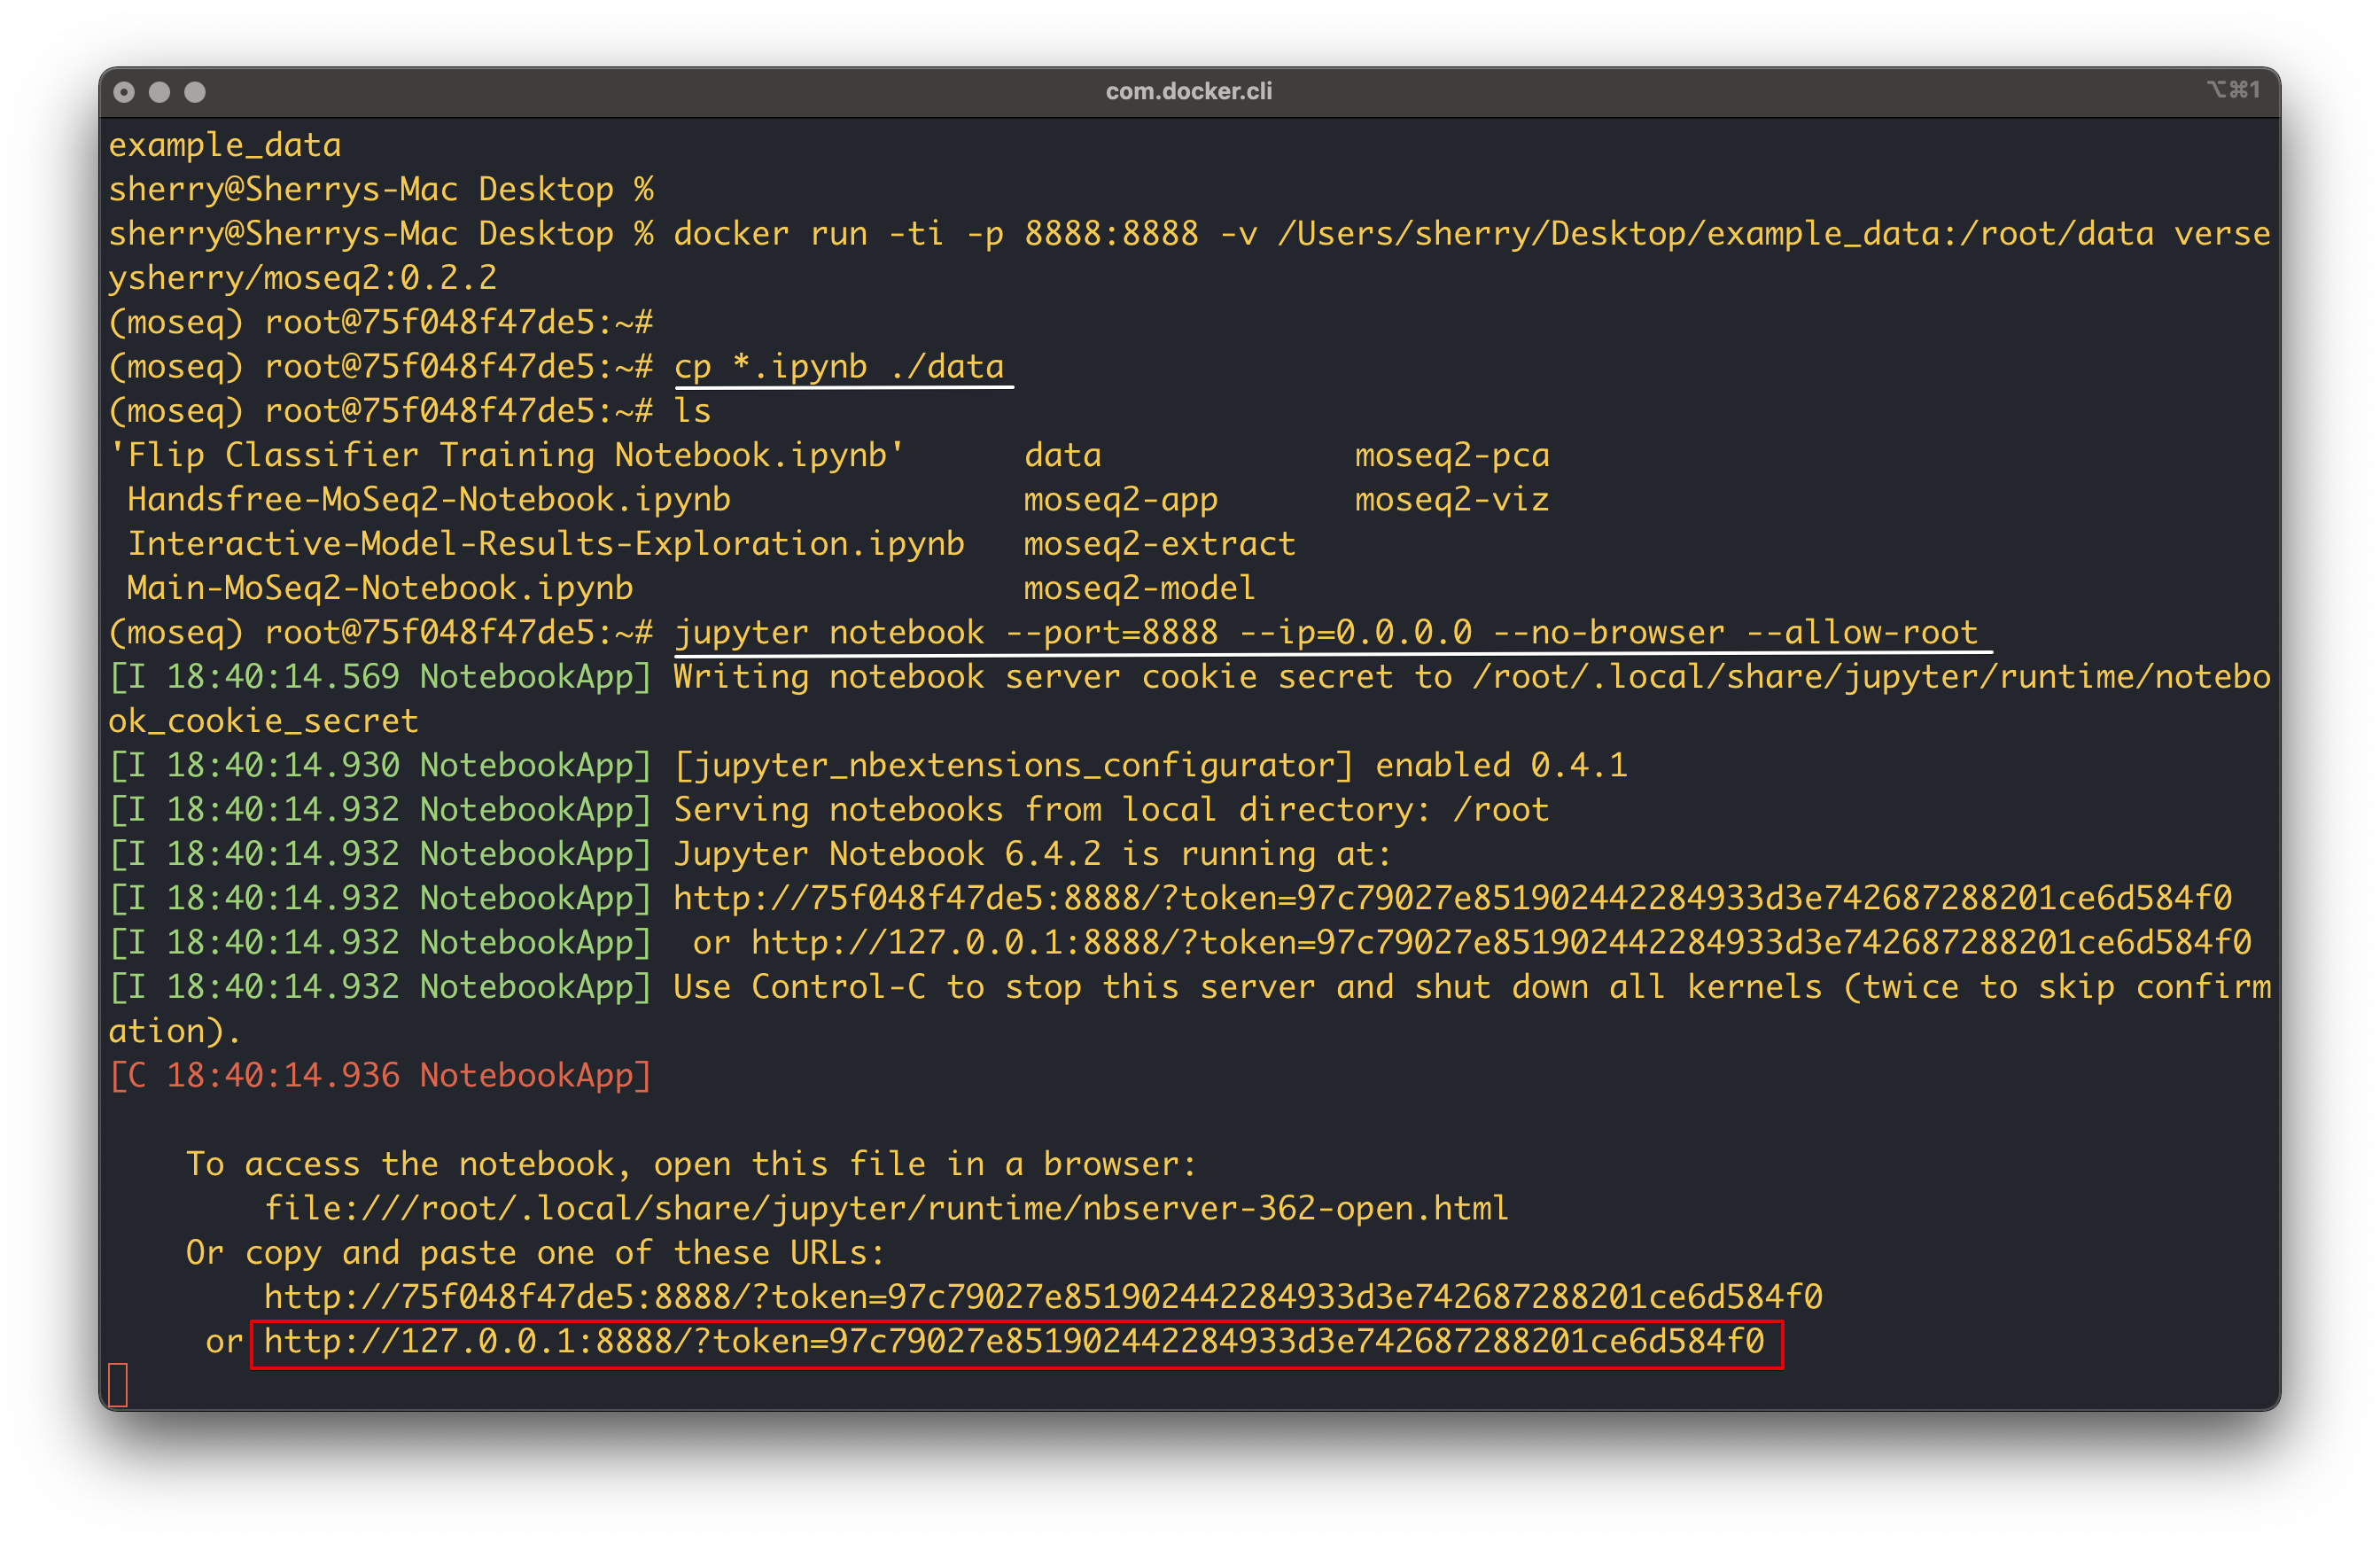 com.docker.cli
⌥⌘1
example_data
sherry@Sherrys-Mac Desktop %
sherry@Sherrys-Mac Desktop % docker run -ti -p 8888:8888 -v /Users/sherry/Desktop/example_data:/root/data verse
ysherry/moseq2:0.2.2
(moseq) root@75f048f47de5:~#
(moseq) root@75f048f47de5:~# cp *.ipynb ./data
(moseq) root@75f048f47de5:~# ls
'Flip Classifier Training Notebook.ipynb'      data             moseq2-pca
 Handsfree-MoSeq2-Notebook.ipynb               moseq2-app       moseq2-viz
 Interactive-Model-Results-Exploration.ipynb   moseq2-extract
 Main-MoSeq2-Notebook.ipynb                    moseq2-model
(moseq) root@75f048f47de5:~# jupyter notebook --port=8888 --ip=0.0.0.0 --no-browser --allow-root
[I 18:40:14.569 NotebookApp] Writing notebook server cookie secret to /root/.local/share/jupyter/runtime/notebo
ok_cookie_secret
[I 18:40:14.930 NotebookApp] [jupyter_nbextensions_configurator] enabled 0.4.1
[I 18:40:14.932 NotebookApp] Serving notebooks from local directory: /root
[I 18:40:14.932 NotebookApp] Jupyter Notebook 6.4.2 is running at:
[I 18:40:14.932 NotebookApp] http://75f048f47de5:8888/?token=97c79027e851902442284933d3e742687288201ce6d584f0
[I 18:40:14.932 NotebookApp]  or http://127.0.0.1:8888/?token=97c79027e851902442284933d3e742687288201ce6d584f0
[I 18:40:14.932 NotebookApp] Use Control-C to stop this server and shut down all kernels (twice to skip confirm
ation).
[C 18:40:14.936 NotebookApp]
    To access the notebook, open this file in a browser:
        file:///root/.local/share/jupyter/runtime/nbserver-362-open.html
    Or copy and paste one of these URLs:
        http://75f048f47de5:8888/?token=97c79027e851902442284933d3e742687288201ce6d584f0
     or http://127.0.0.1:8888/?token=97c79027e851902442284933d3e742687288201ce6d584f0